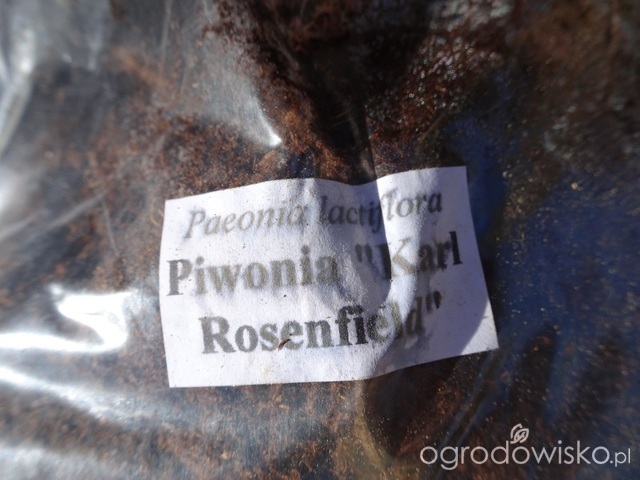 Paeonia lactiflora
Piwonia "Karl
Rosenfield"
ogrodowisko.pl